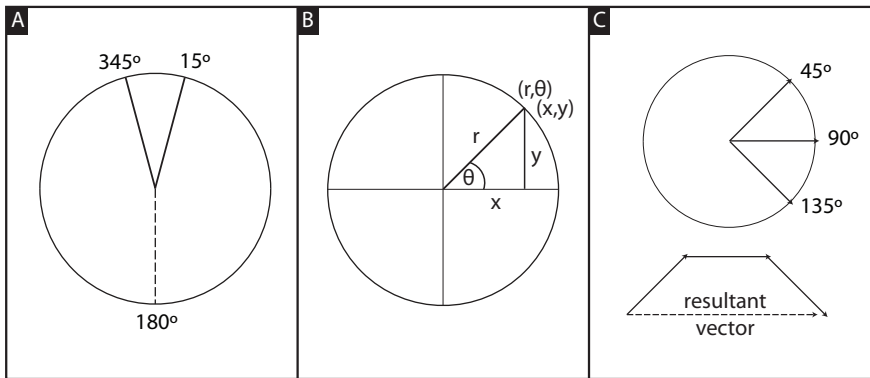 A
345º 15º
180º
B
(r,θ)
(x,y)
r
y
θ
x
C
45º
90º
135º
resultant
vector